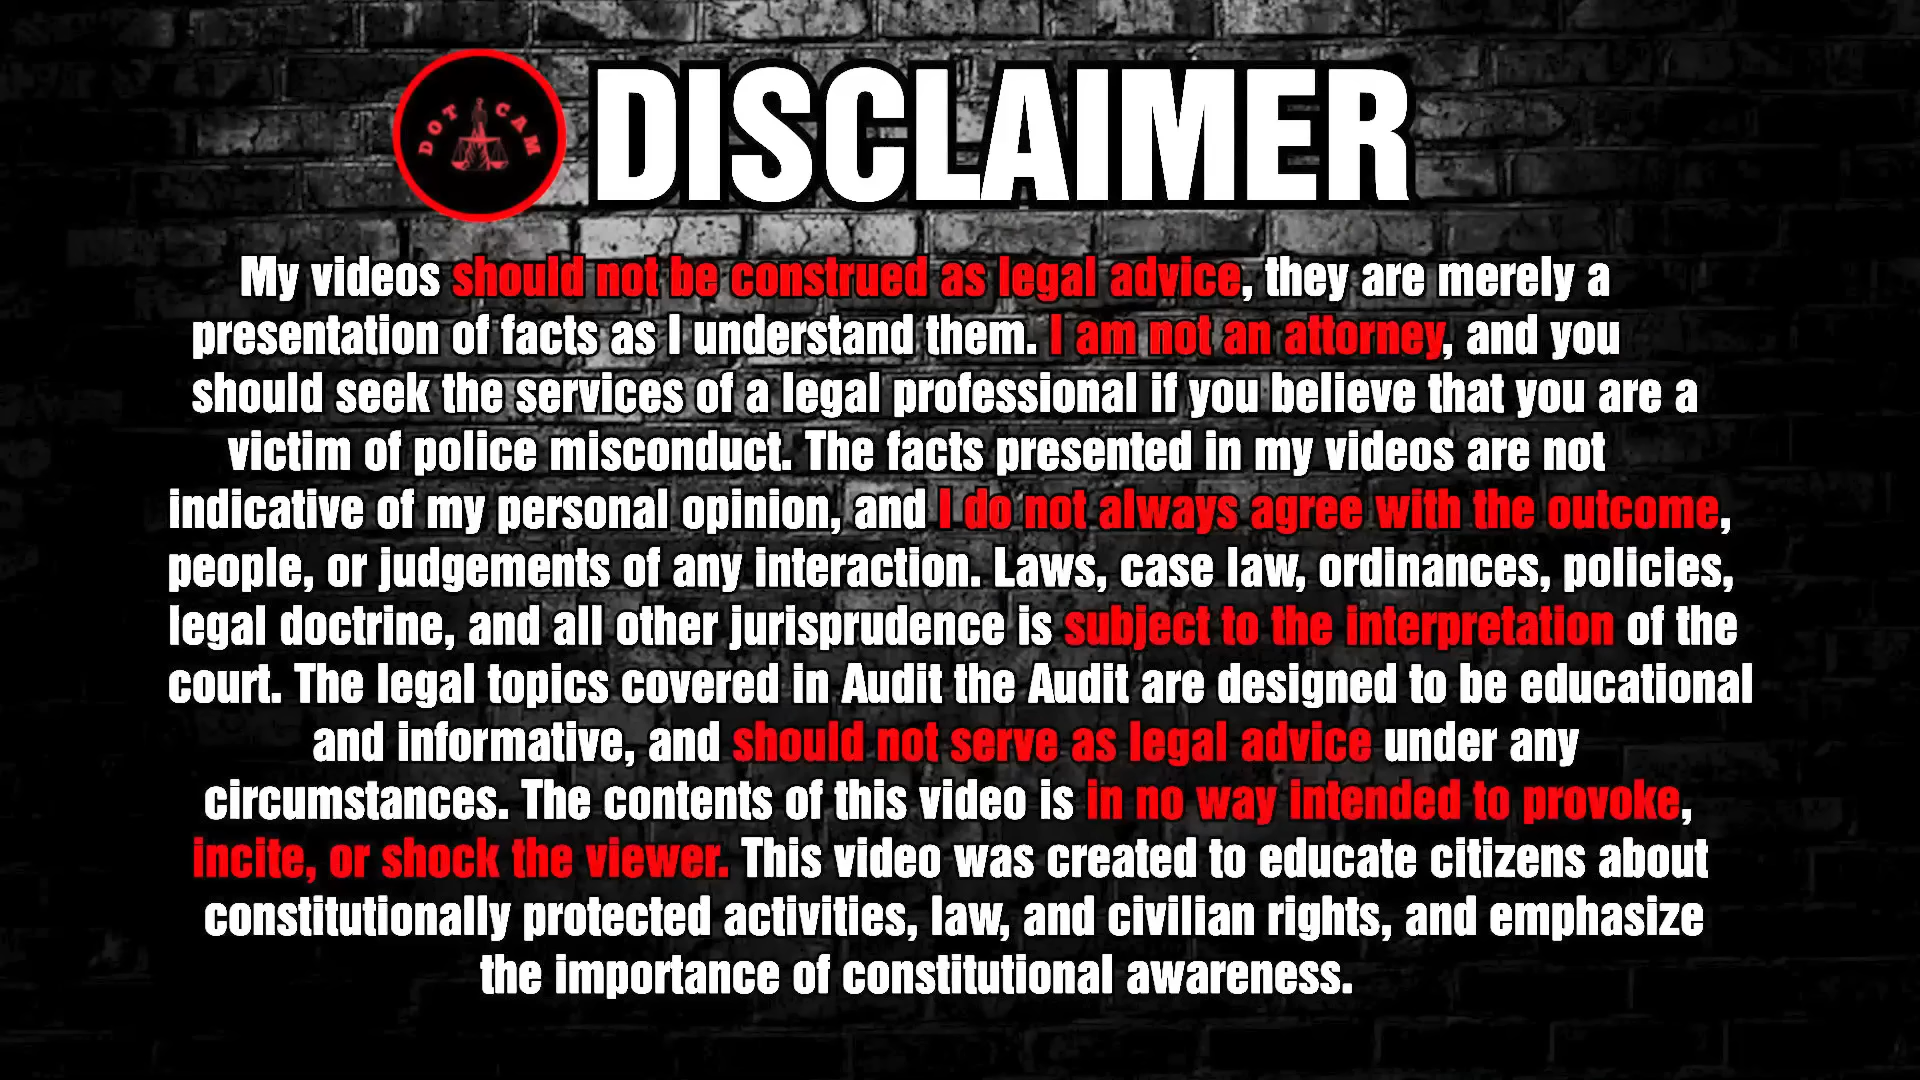 DOT CAM
DISCLAIMER
My videos should not be construed as legal advice, they are merely a
presentation of facts as I understand them. I am not an attorney, and you
should seek the services of a legal professional if you believe that you are a
victim of police misconduct. The facts presented in my videos are not
indicative of my personal opinion, and I do not always agree with the outcome,
people, or judgements of any interaction. Laws, case law, ordinances, policies,
legal doctrine, and all other jurisprudence is subject to the interpretation of the
court. The legal topics covered in Audit the Audit are designed to be educational
and informative, and should not serve as legal advice under any
circumstances. The contents of this video is in no way intended to provoke,
incite, or shock the viewer. This video was created to educate citizens about
constitutionally protected activities, law, and civilian rights, and emphasize
the importance of constitutional awareness.